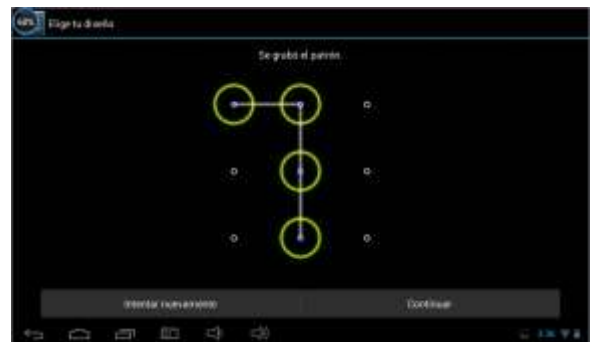 Elige tu diseño
Se grabó el patrón.
Intentar nuevamente
Continuar